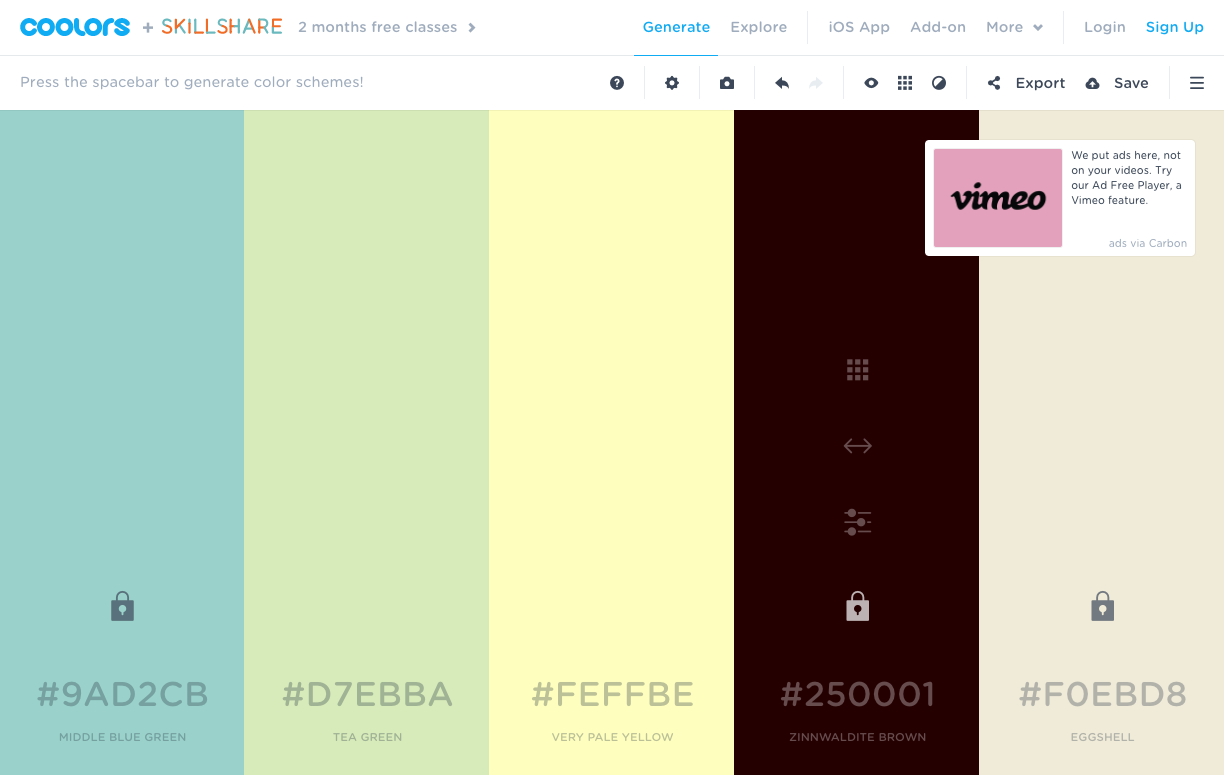 coolors + SKILLSHARE 2 months free classes Generate Explore iOS App Add-on More Login Sign Up
Press the spacebar to generate color schemes! Export Save
vimeo
We put ads here, not
on your videos. Try
our Ad Free Player, a
Vimeo feature.
ads via Carbon
#9AD2CB #D7EBBA #FEFFBE #250001 #F0EBD8
MIDDLE BLUE GREEN TEA GREEN VERY PALE YELLOW ZINNWALDITE BROWN EGGSHELL